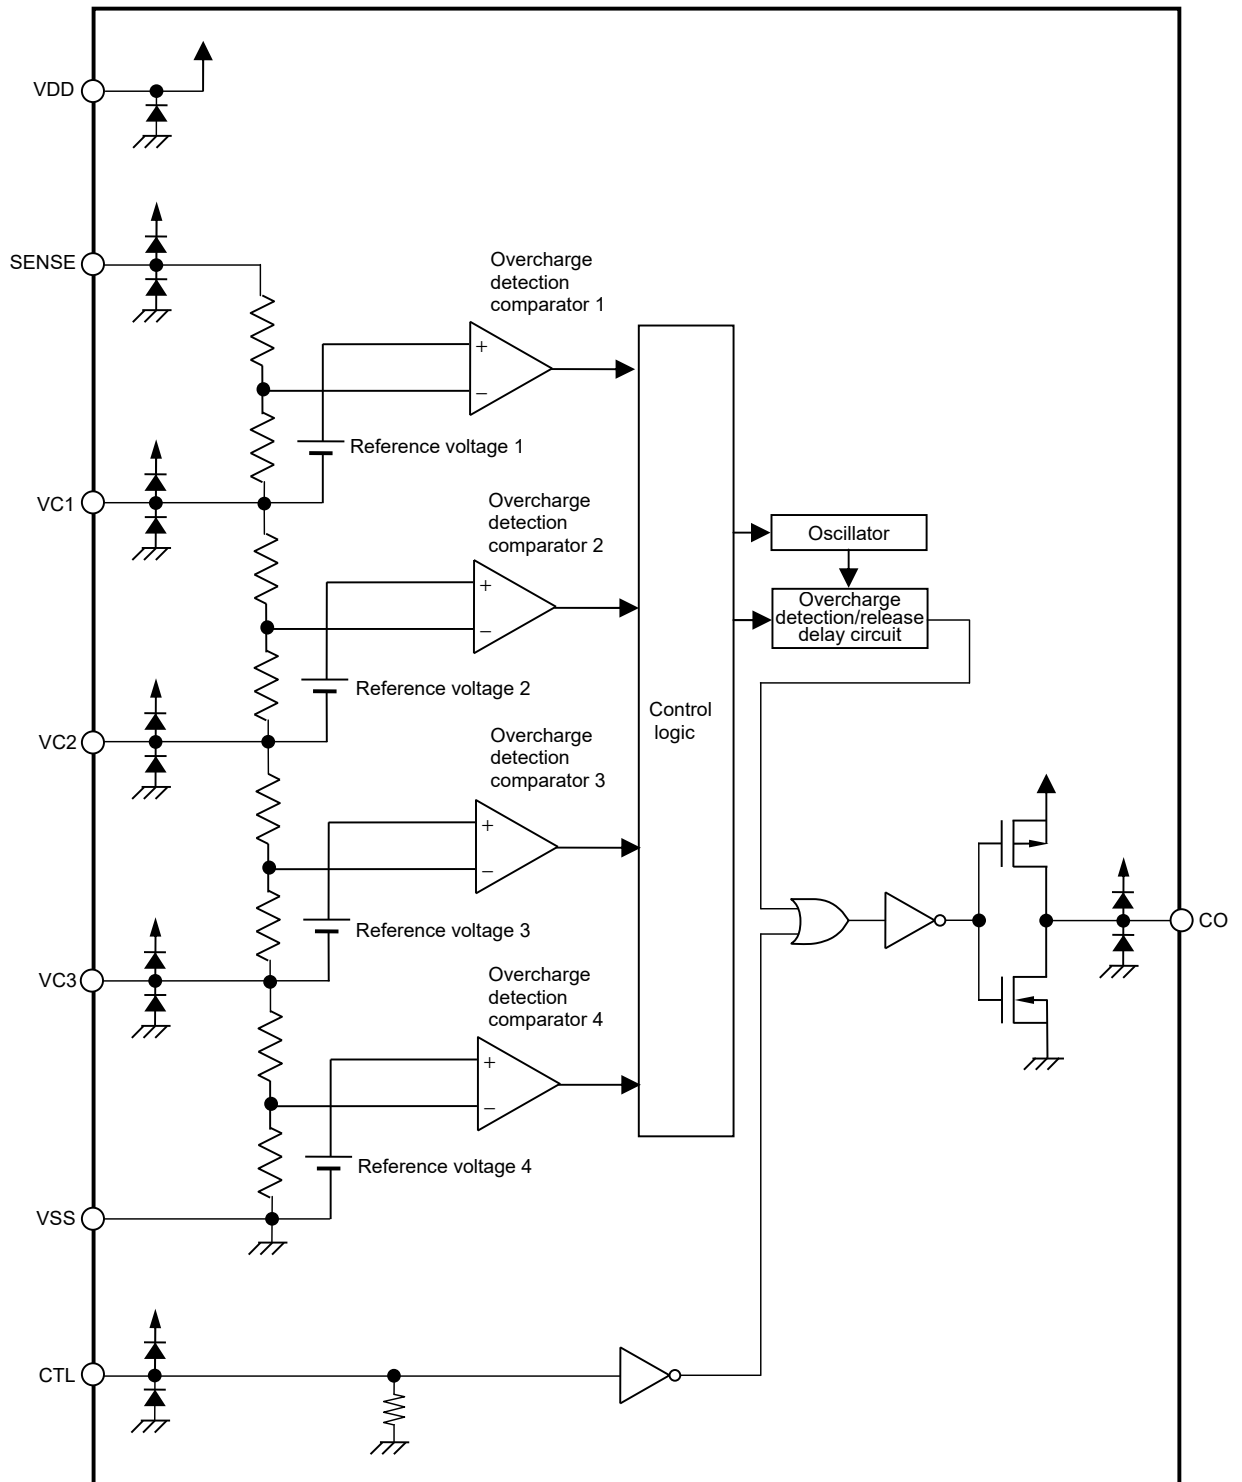 VDD
SENSE
Overcharge
detection
comparator 1
+
−
Reference voltage 1
VC1
Overcharge
detection
comparator 2
+
−
Oscillator
Overcharge
detection/release
delay circuit
Reference voltage 2
Control
logic
VC2
Overcharge
detection
comparator 3
+
−
Reference voltage 3
CO
VC3
Overcharge
detection
comparator 4
+
−
Reference voltage 4
VSS
CTL